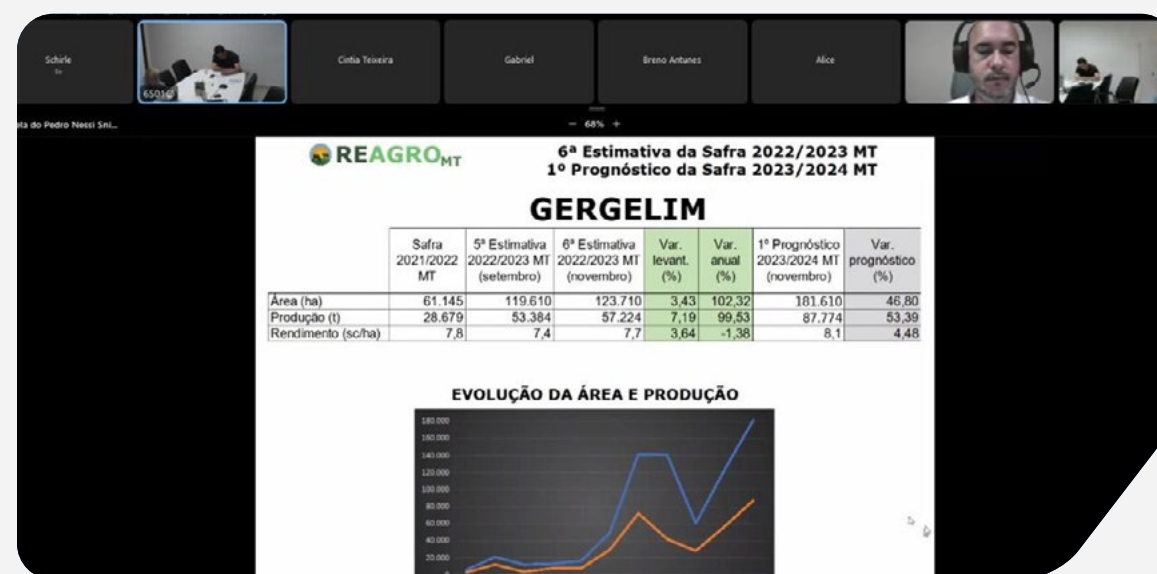 Schirle
Cintia Teixeira
Gabriel
Breno Antunes
Alice
ela do Pedro Nessi Sni...
− 68% +
REAGRO MT
6ª Estimativa da Safra 2022/2023 MT
1º Prognóstico da Safra 2023/2024 MT
GERGELIM
Safra 2021/2022 MT
5ª Estimativa 2022/2023 MT (setembro)
6ª Estimativa 2022/2023 MT (novembro)
Var. levant. (%)
Var. anual (%)
1º Prognóstico 2023/2024 MT (novembro)
Var. prognóstico (%)
Área (ha) 61.145 119.610 123.710 3,43 102,32 181.610 46,80
Produção (t) 28.679 53.384 57.224 7,19 99,53 87.774 53,39
Rendimento (sc/ha) 7,8 7,4 7,7 3,64 -1,38 8,1 4,48
EVOLUÇÃO DA ÁREA E PRODUÇÃO
180.000
160.000
140.000
120.000
100.000
80.000
60.000
40.000
20.000